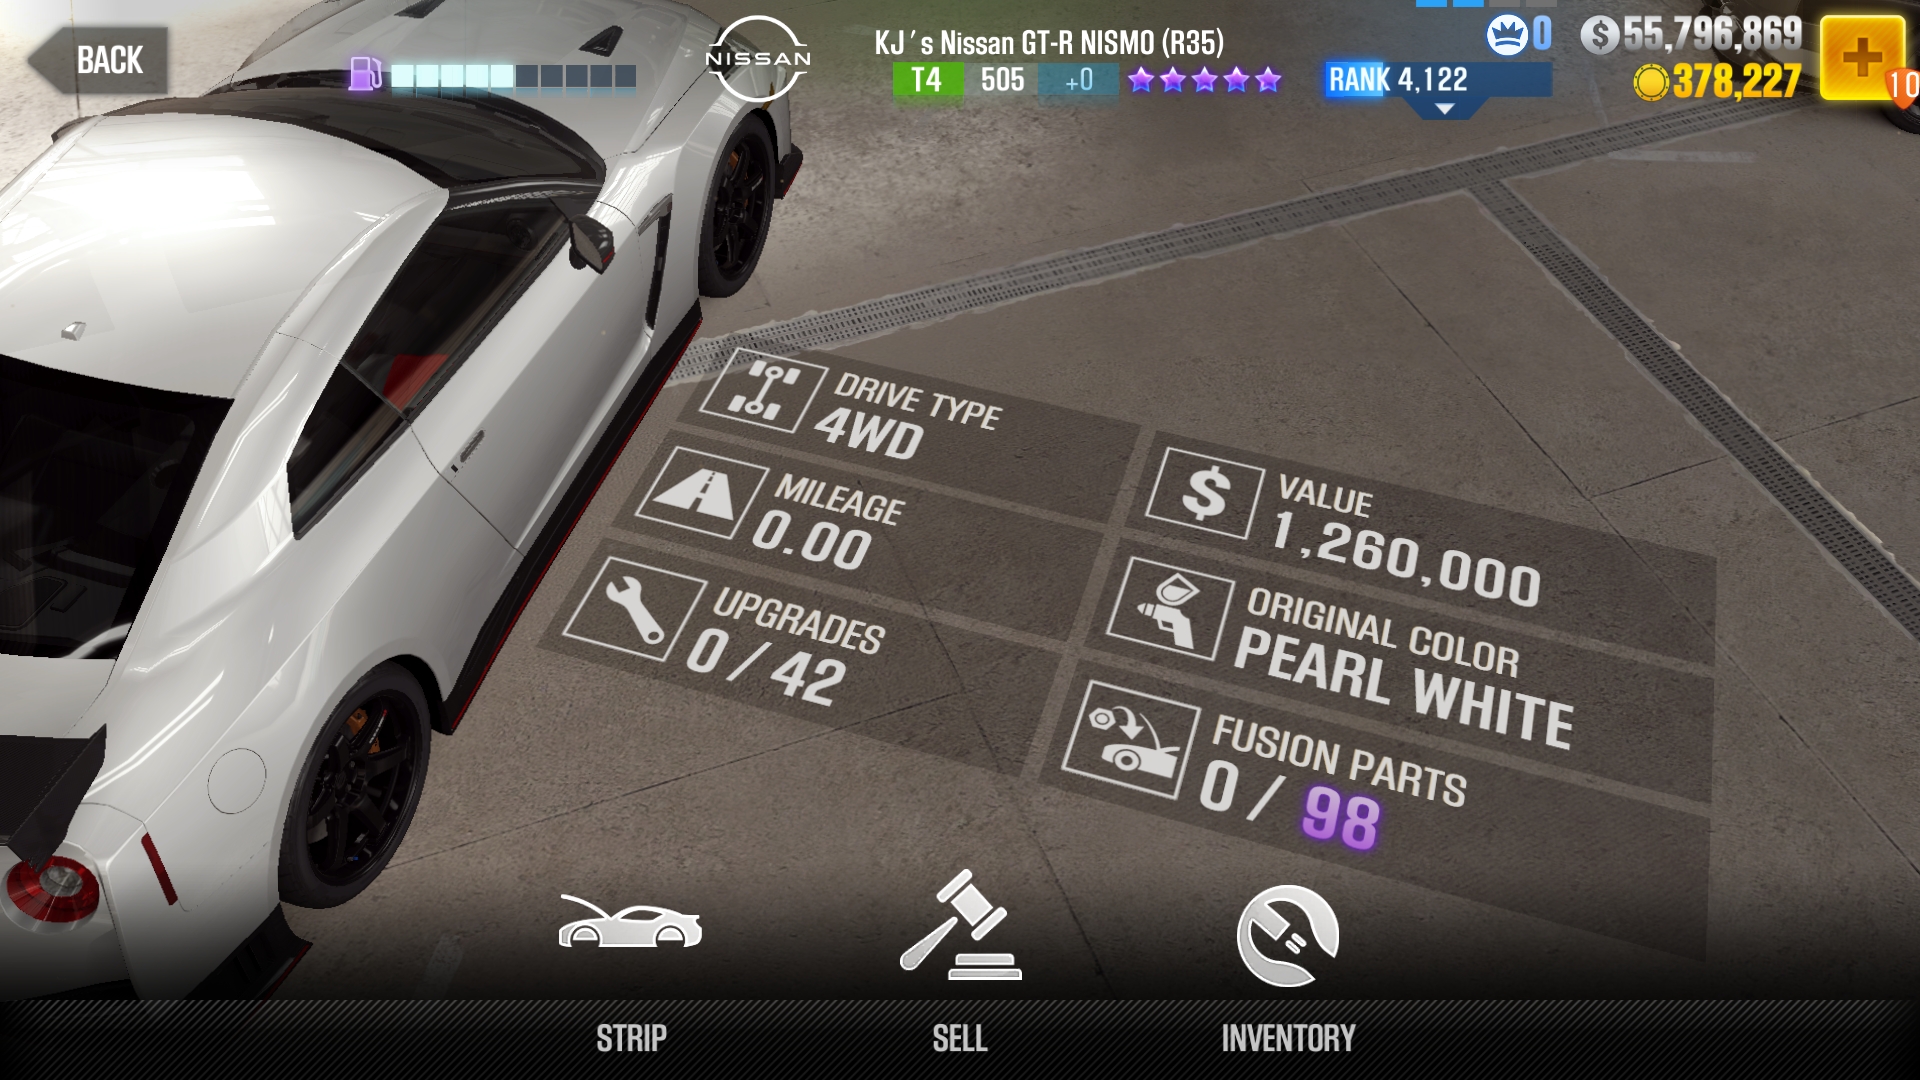 BACK
NISSAN
KJ's Nissan GT-R NISMO (R35)
T4 505 +0
RANK 4,122
0
55,796,869
378,227
10
DRIVE TYPE
4WD
MILEAGE
0.00
UPGRADES
0/42
VALUE
1,260,000
ORIGINAL COLOR
PEARL WHITE
FUSION PARTS
0/98
STRIP
SELL
INVENTORY